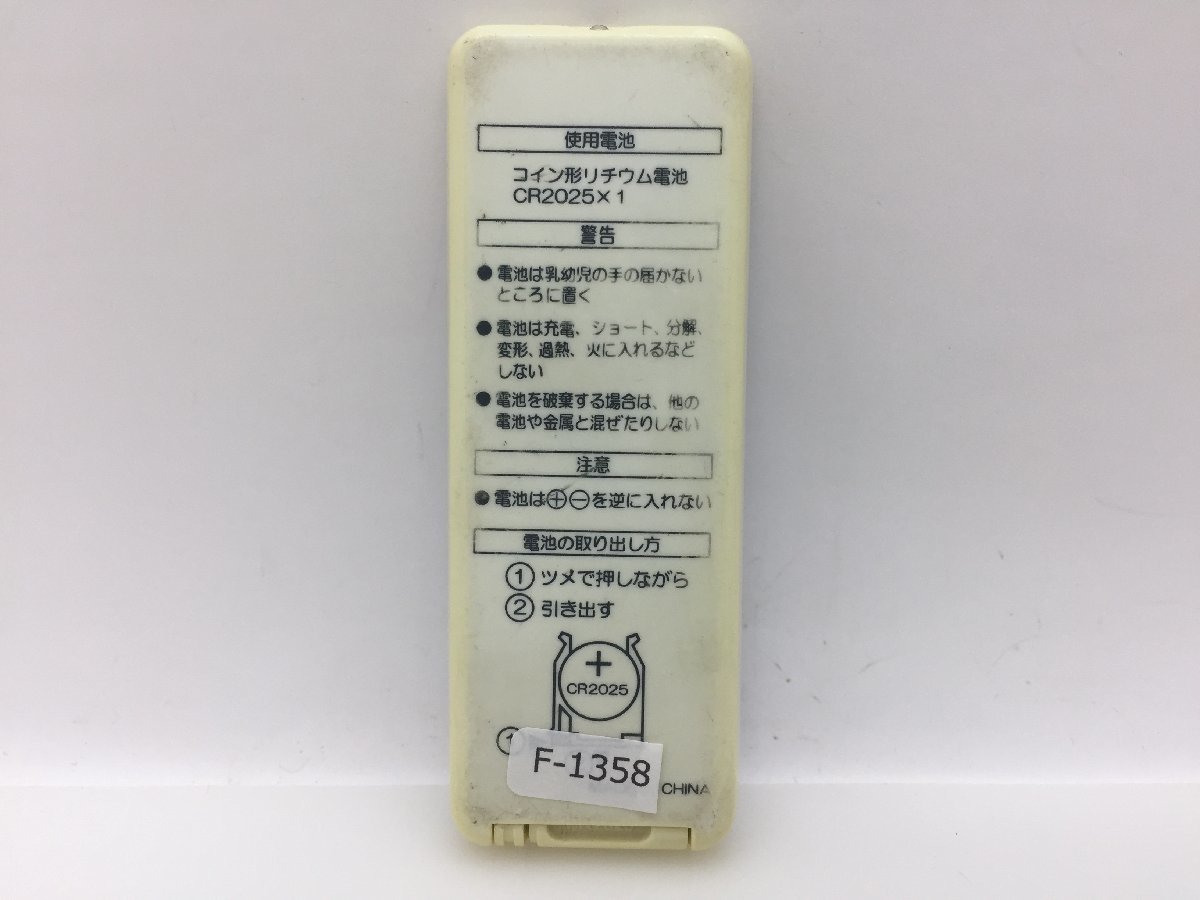 使用電池
コイン形リチウム電池
CR2025×1
警告
●電池は乳幼児の手の届かない
ところに置く
●電池は充電、ショート、分解、
変形、過熱、火に入れるなど
しない
●電池を破棄する場合は、他の
電池や金属と混ぜたりしない
注意
●電池は⊕⊖を逆に入れない
電池の取り出し方
①ツメで押しながら
②引き出す
+
CR2025
①
F-1358
CHINA